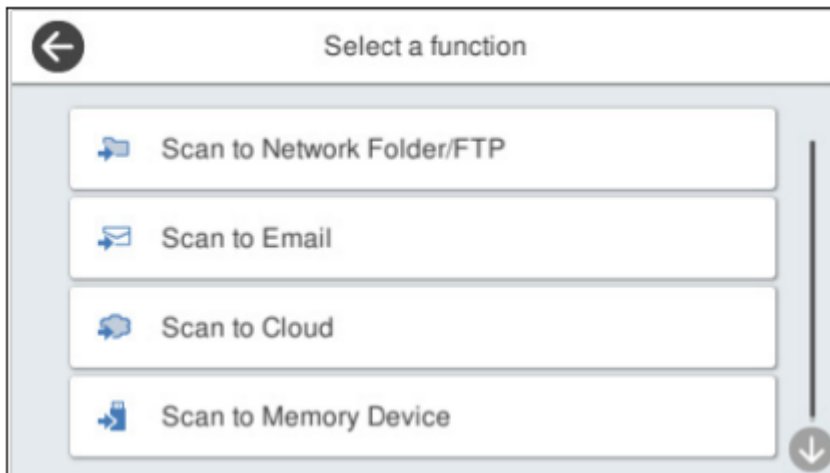 Select a function
Scan to Network Folder/FTP
Scan to Email
Scan to Cloud
Scan to Memory Device